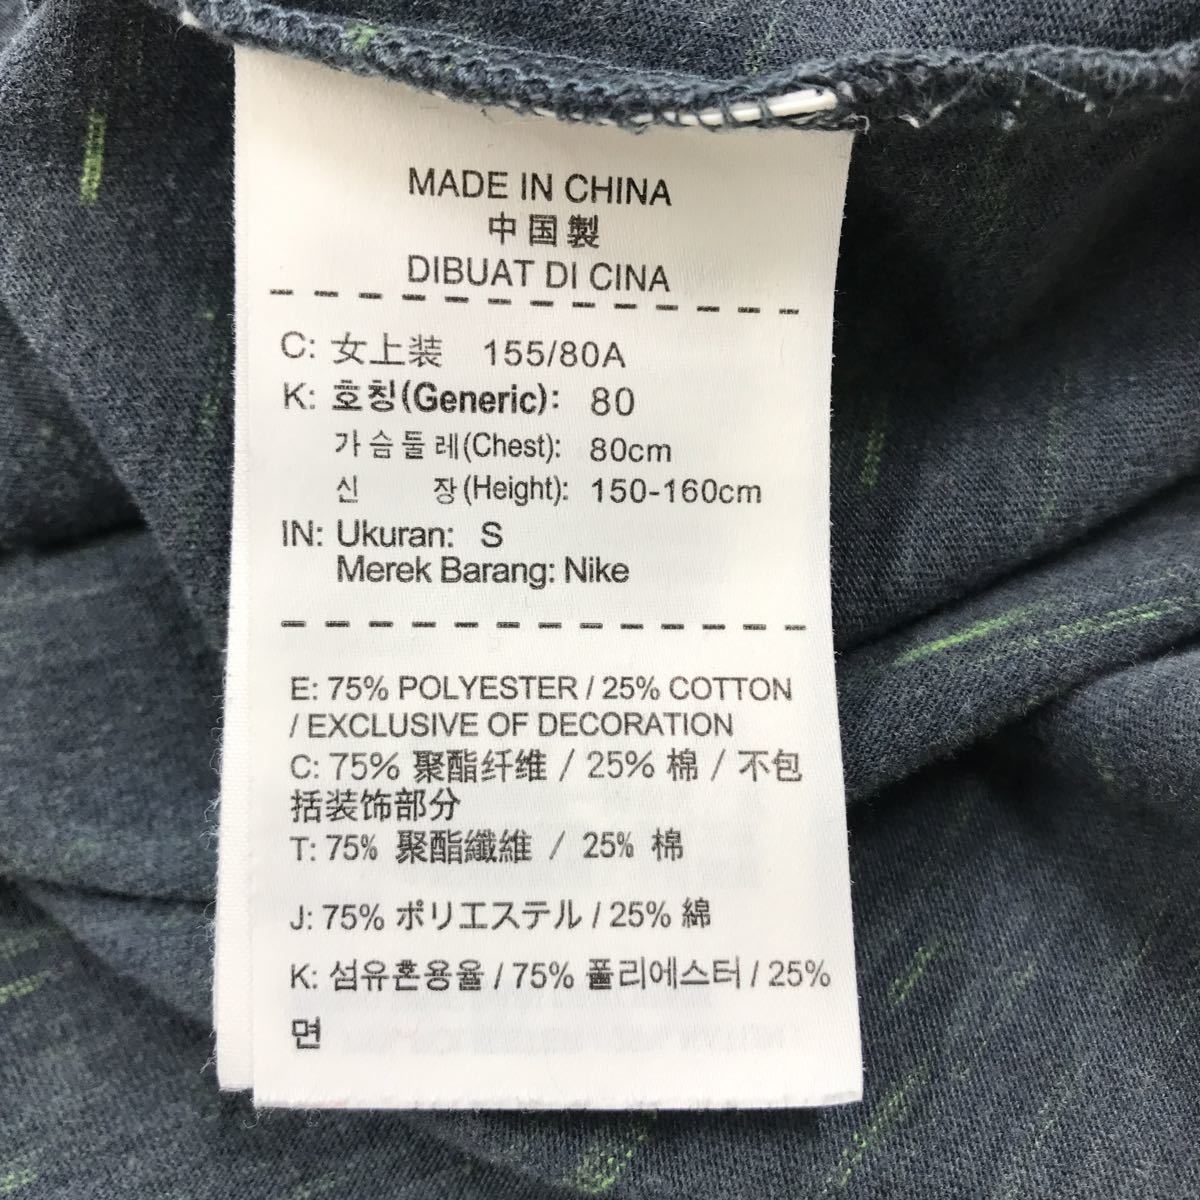 MADE IN CHINA
中国製
DIBUAT DI CINA
C: 女上装 155/80A
K: 호칭(Generic): 80
가슴둘레(Chest): 80cm
신 장(Height): 150-160cm
IN: Ukuran: S
Merek Barang: Nike
E: 75% POLYESTER / 25% COTTON
/ EXCLUSIVE OF DECORATION
C: 75% 聚酯纤维 / 25% 棉 / 不包
括装饰部分
T: 75% 聚酯纖維 / 25% 棉
J: 75% ポリエステル / 25% 綿
K: 섬유혼용율 / 75% 폴리에스터 / 25%
면